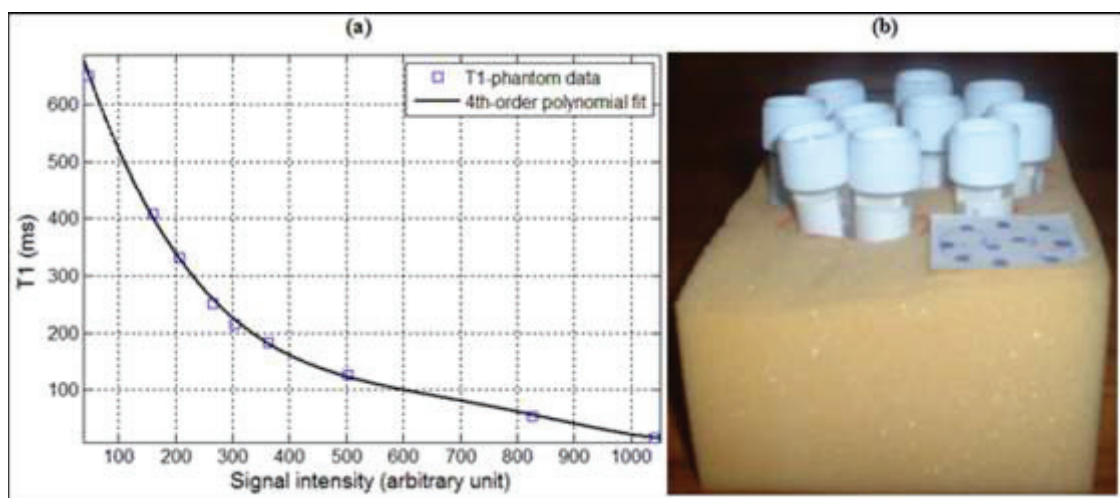 (a)
(b)
T1-phantom data
4th-order polynomial fit
600
500
400
300
200
100
T1 (ms)
100 200 300 400 500 600 700 800 900 1000
Signal intensity (arbitrary unit)